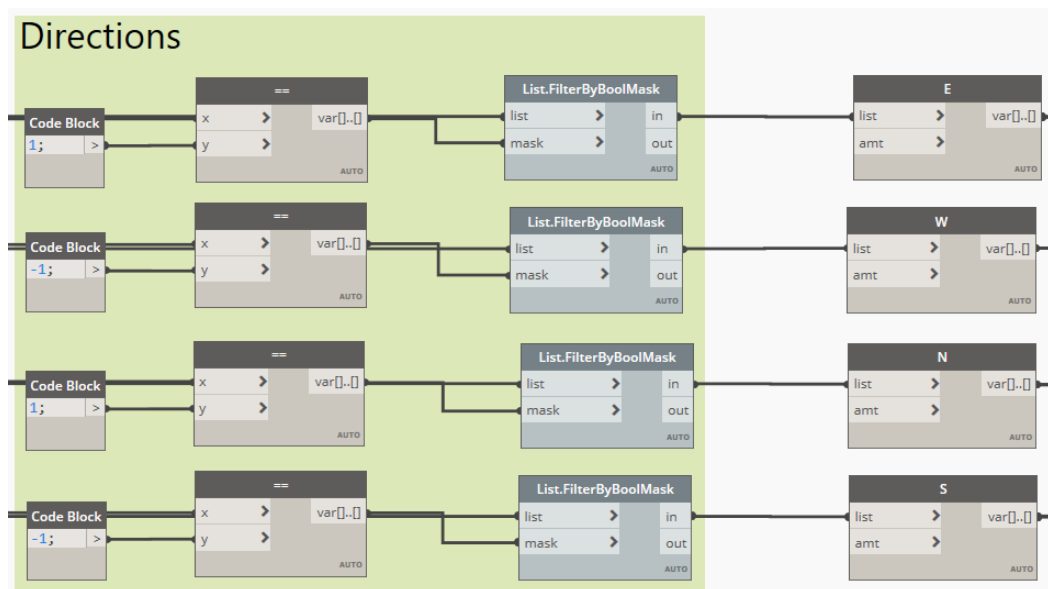 Directions
==
List.FilterByBoolMask
E
Code Block
x > var[]..[]
list > in
list > var[]..[]
1; >
y >
mask > out
amt >
AUTO
AUTO
AUTO
==
List.FilterByBoolMask
W
Code Block
x > var[]..[]
list > in
list > var[]..[]
-1; >
y >
mask > out
amt >
AUTO
AUTO
AUTO
==
List.FilterByBoolMask
N
Code Block
x > var[]..[]
list > in
list > var[]..[]
1; >
y >
mask > out
amt >
AUTO
AUTO
AUTO
==
List.FilterByBoolMask
S
Code Block
x > var[]..[]
list > in
list > var[]..[]
-1; >
y >
mask > out
amt >
AUTO
AUTO
AUTO